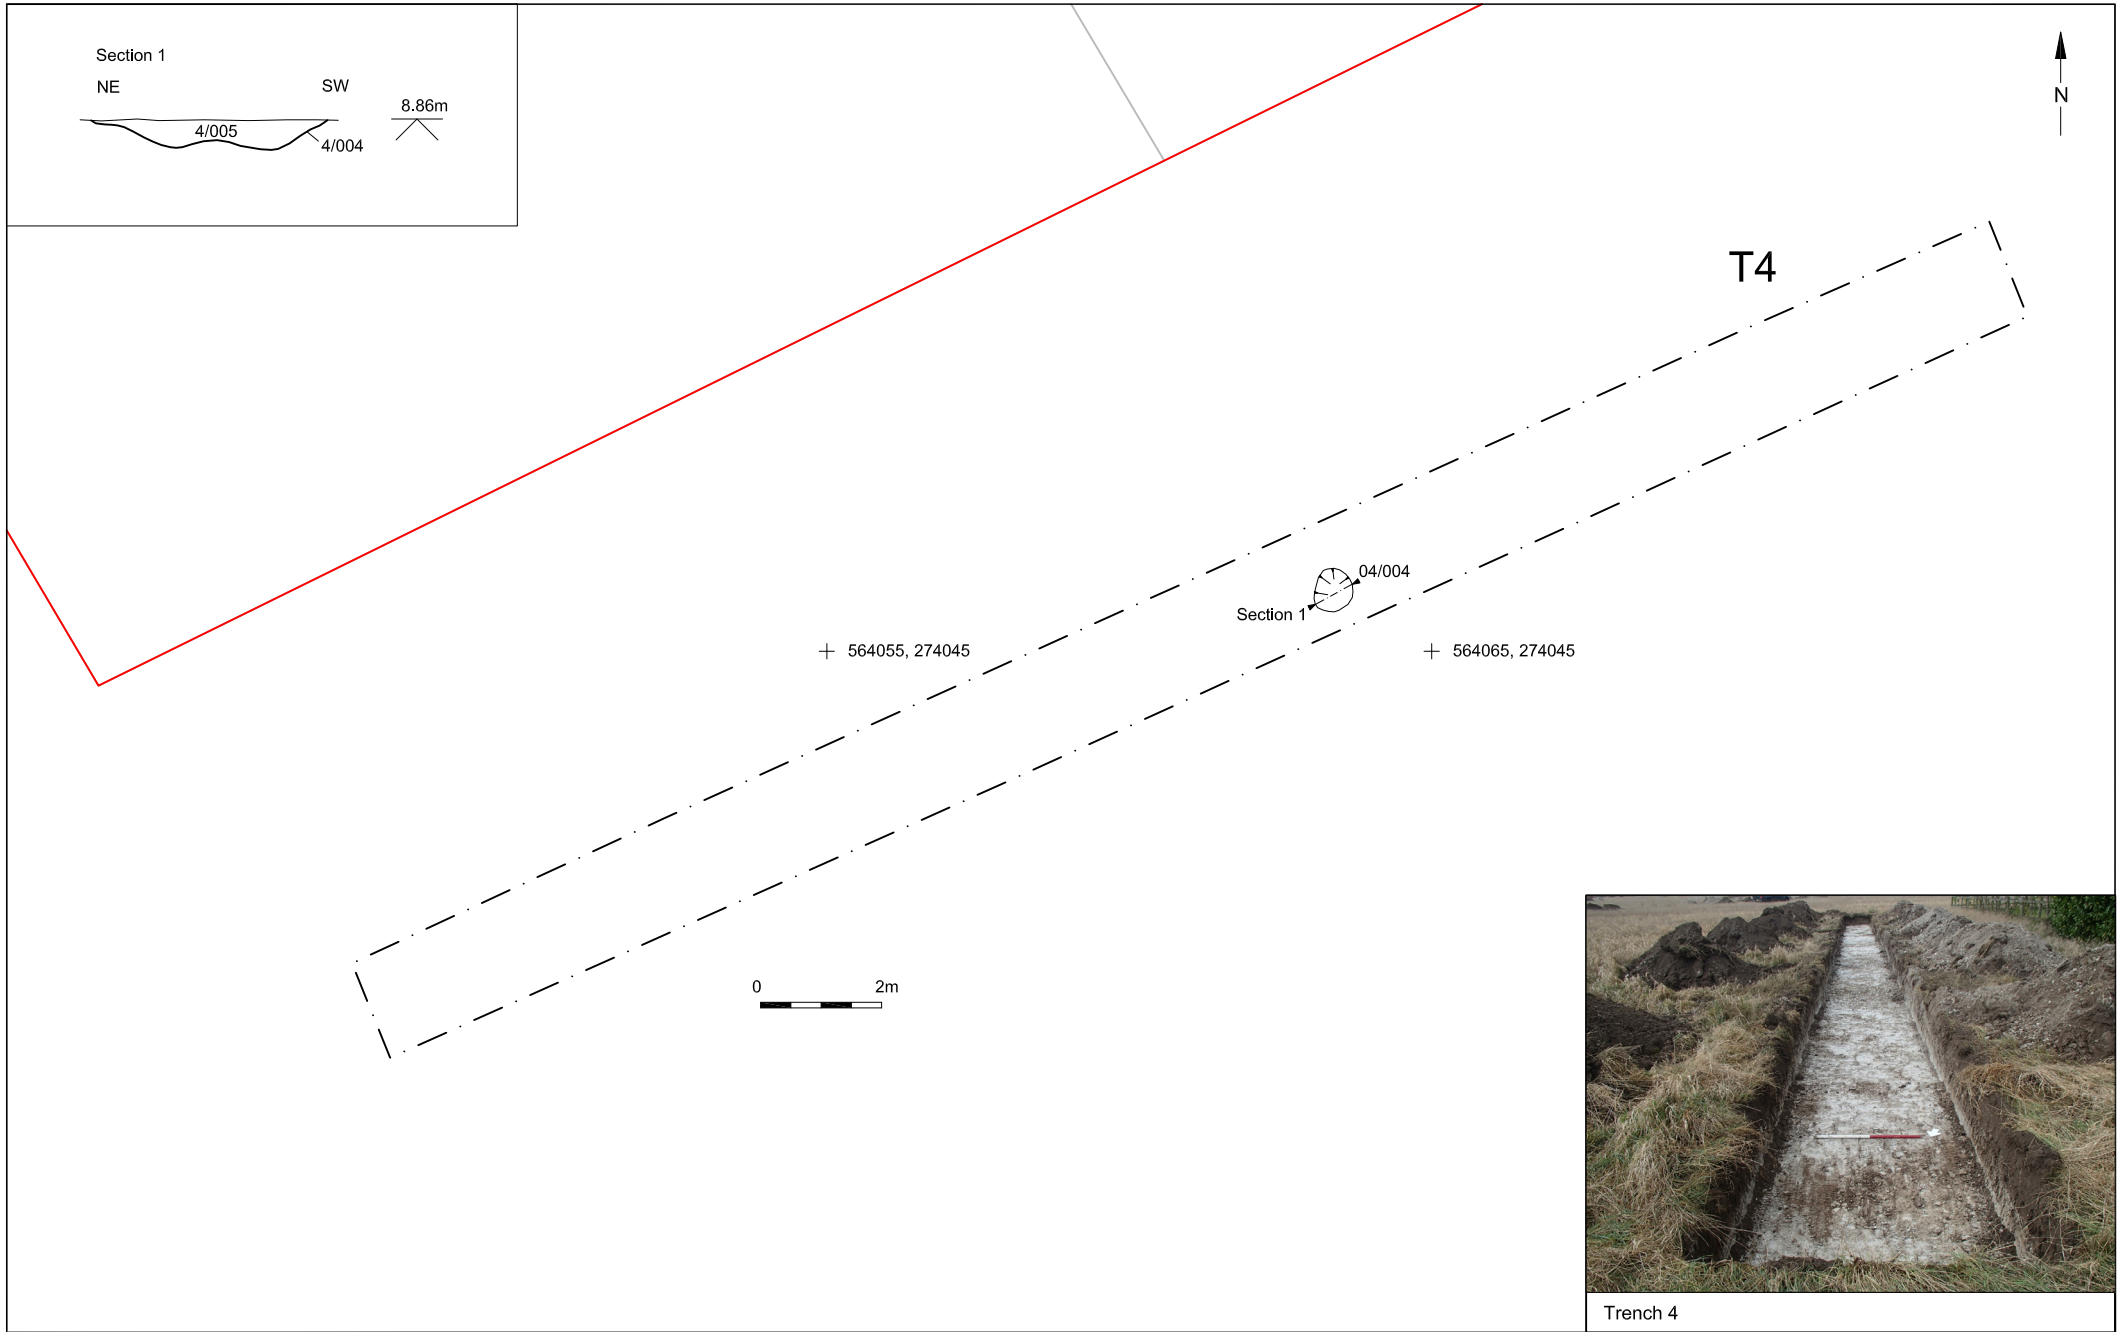 Section 1
NE SW
8.86m
4/005
4/004
N
T4
04/004
Section 1
564055, 274045
564065, 274045
0 2m
Trench 4